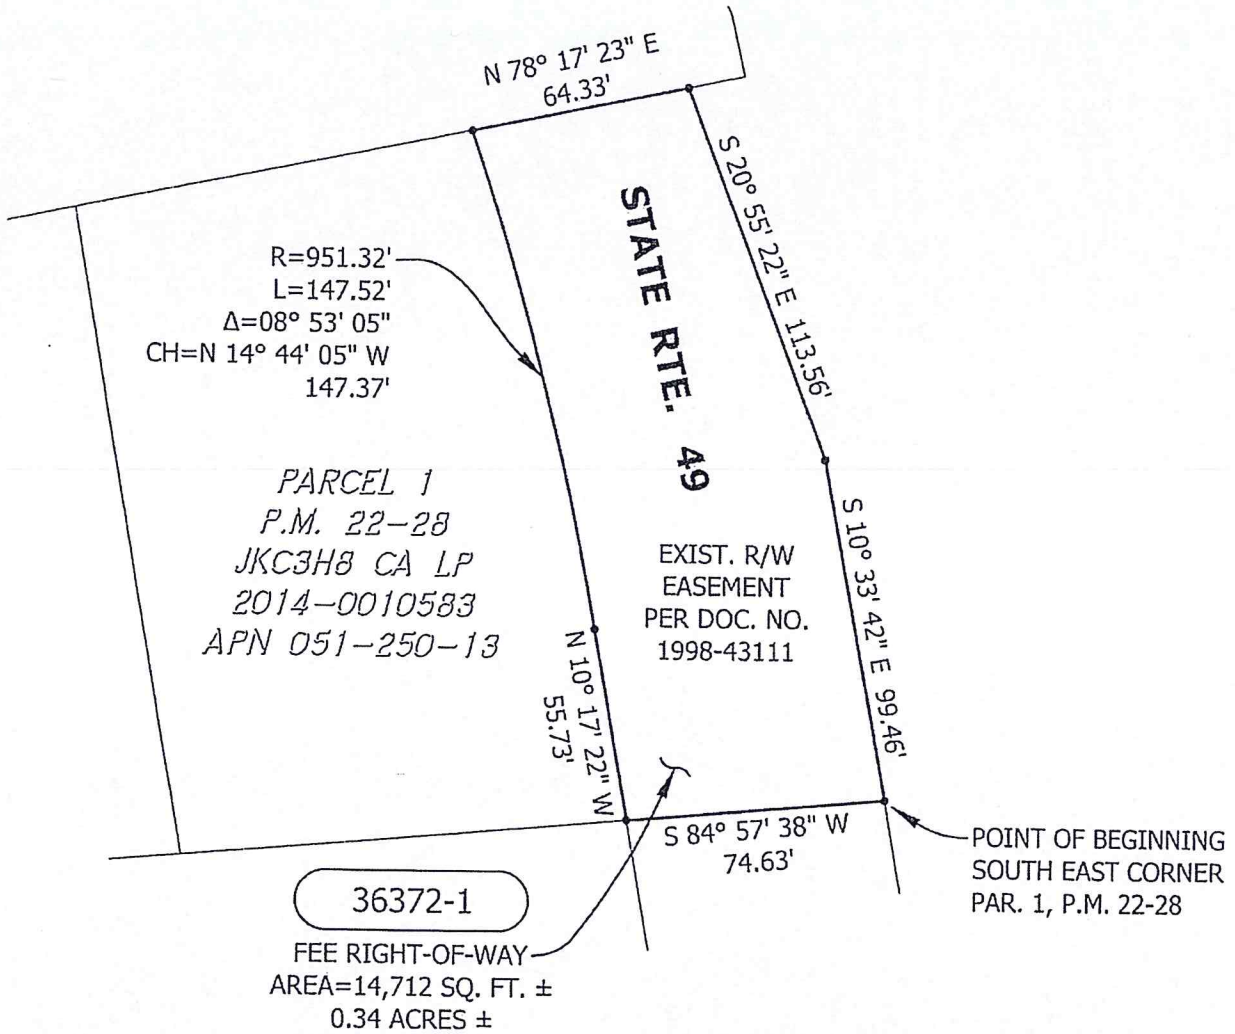 N 78° 17' 23" E
64.33'
S 20° 55' 22" E 113.56'
STATE RTE. 49
R=951.32'
L=147.52'
Δ=08° 53' 05"
CH=N 14° 44' 05" W
147.37'
PARCEL 1
P.M. 22-28
JKC3H8 CA LP
2014-0010583
APN 051-250-13
EXIST. R/W
EASEMENT
PER DOC. NO.
1998-43111
S 10° 33' 42" E 99.46'
N 10° 17' 22" W
55.73'
S 84° 57' 38" W
74.63'
POINT OF BEGINNING
SOUTH EAST CORNER
PAR. 1, P.M. 22-28
36372-1
FEE RIGHT-OF-WAY
AREA=14,712 SQ. FT. ±
0.34 ACRES ±